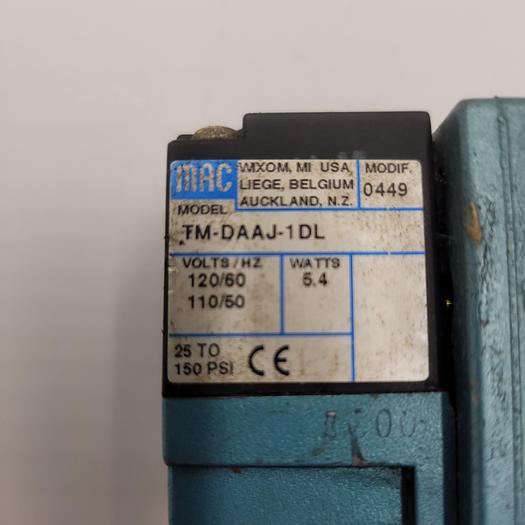 MAC
WIXOM, MI USA
LIEGE, BELGIUM
AUCKLAND, N.Z.
MODIF.
0449
MODEL
TM-DAAJ-1DL
VOLTS/HZ
120/60
110/50
WATTS
5.4
25 TO
150 PSI
CE